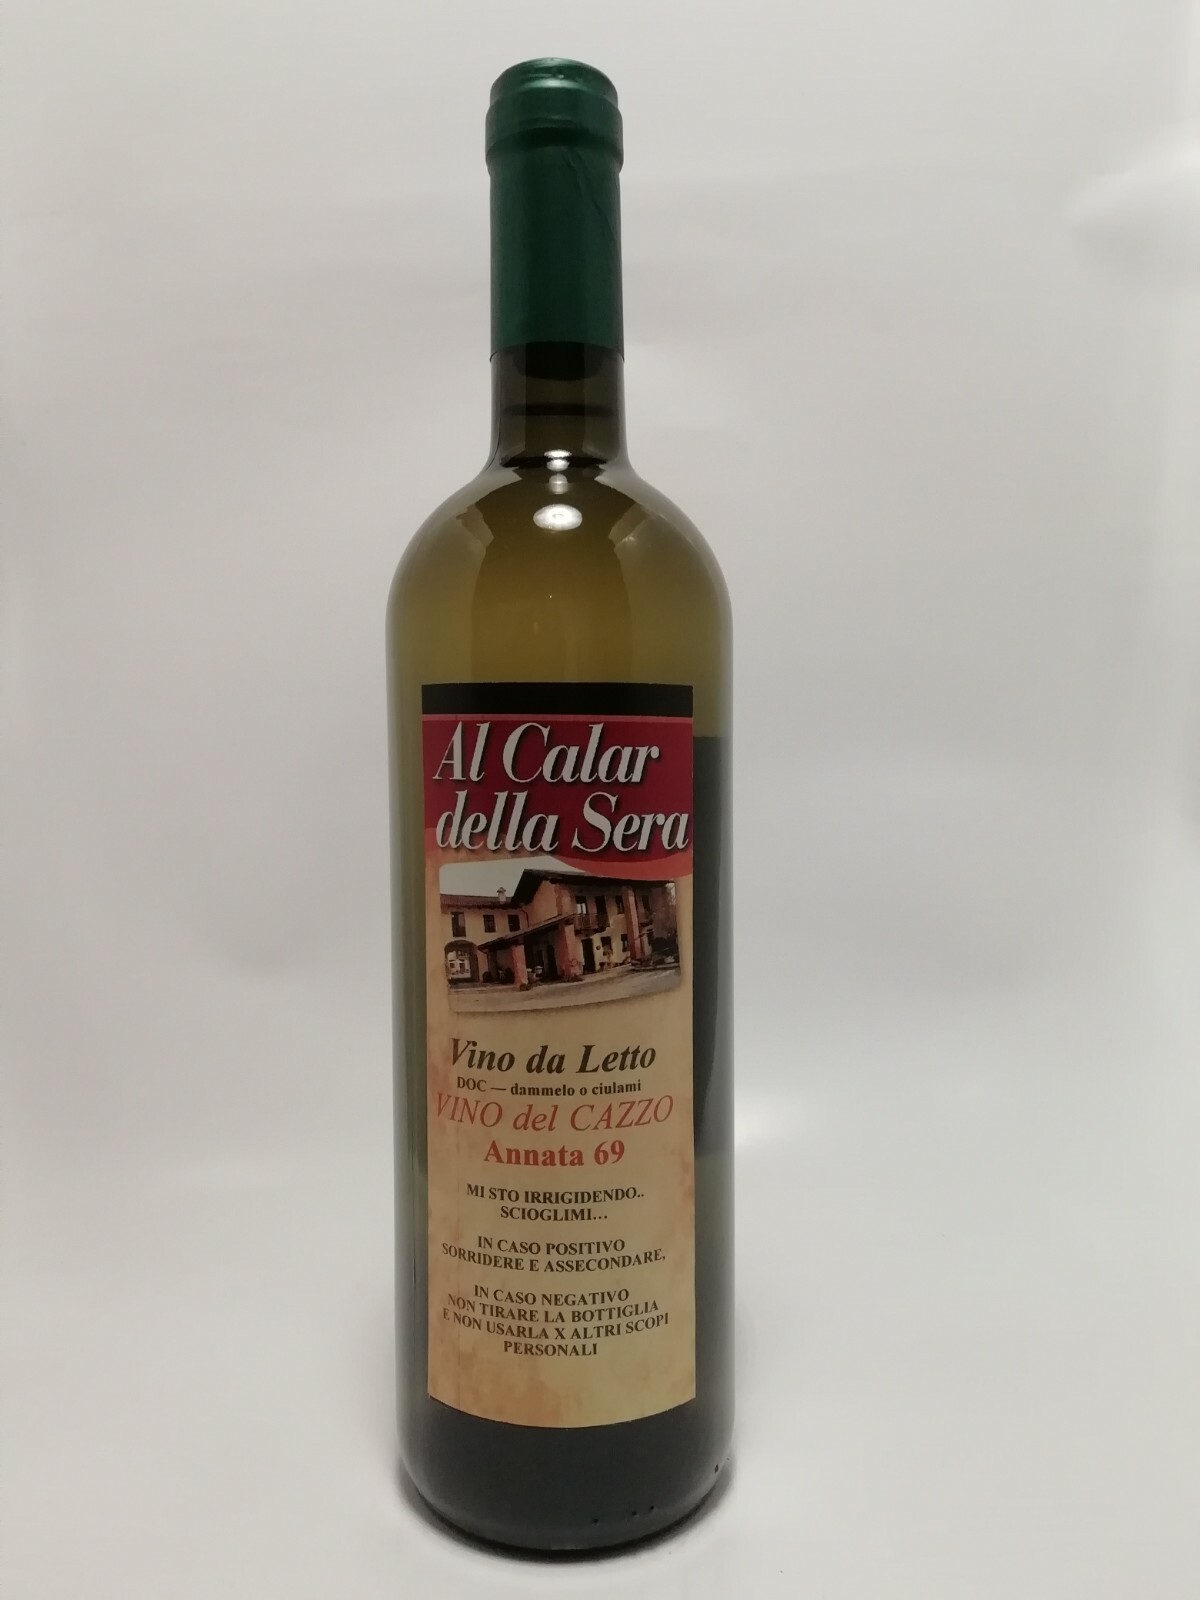 Al Calar
della Sera
Vino da Letto
DOC — dammelo o ciulami
VINO del CAZZO
Annata 69
MI STO IRRIGIDENDO..
SCIOGLIMI...
IN CASO POSITIVO
SORRIDERE E ASSECONDARE,
IN CASO NEGATIVO
NON TIRARE LA BOTTIGLIA
E NON USARLA X ALTRI SCOPI
PERSONALI